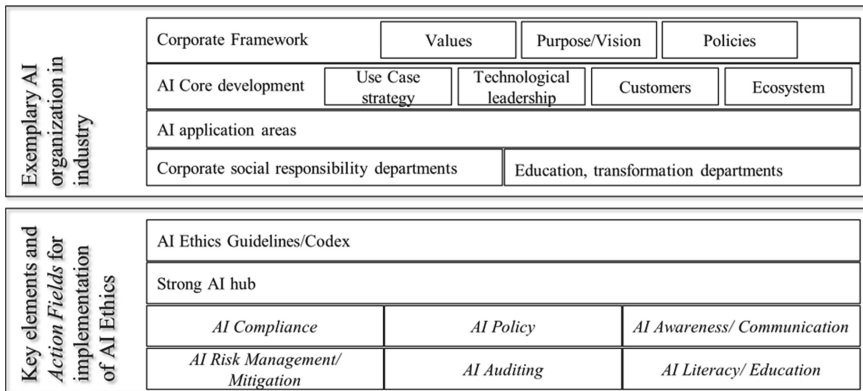 Exemplary AI
organization in
industry
Corporate Framework
Values
Purpose/Vision
Policies
AI Core development
Use Case
strategy
Technological
leadership
Customers
Ecosystem
AI application areas
Corporate social responsibility departments
Education, transformation departments
Key elements and
Action Fields for
implementation
of AI Ethics
AI Ethics Guidelines/Codex
Strong AI hub
AI Compliance
AI Policy
AI Awareness/ Communication
AI Risk Management/
Mitigation
AI Auditing
AI Literacy/ Education